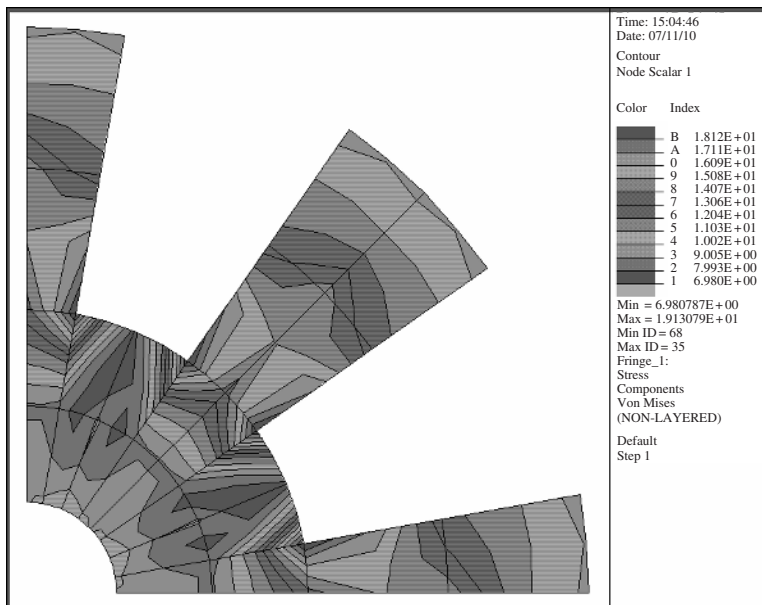 Time: 15:04:46
Date: 07/11/10
Contour
Node Scalar 1
Color Index
B 1.812E+01
A 1.711E+01
0 1.609E+01
9 1.508E+01
8 1.407E+01
7 1.306E+01
6 1.204E+01
5 1.103E+01
4 1.002E+01
3 9.005E+00
2 7.993E+00
1 6.980E+00
Min = 6.980787E+00
Max = 1.913079E+01
Min ID = 68
Max ID = 35
Fringe_1:
Stress
Components
Von Mises
(NON-LAYERED)
Default
Step 1